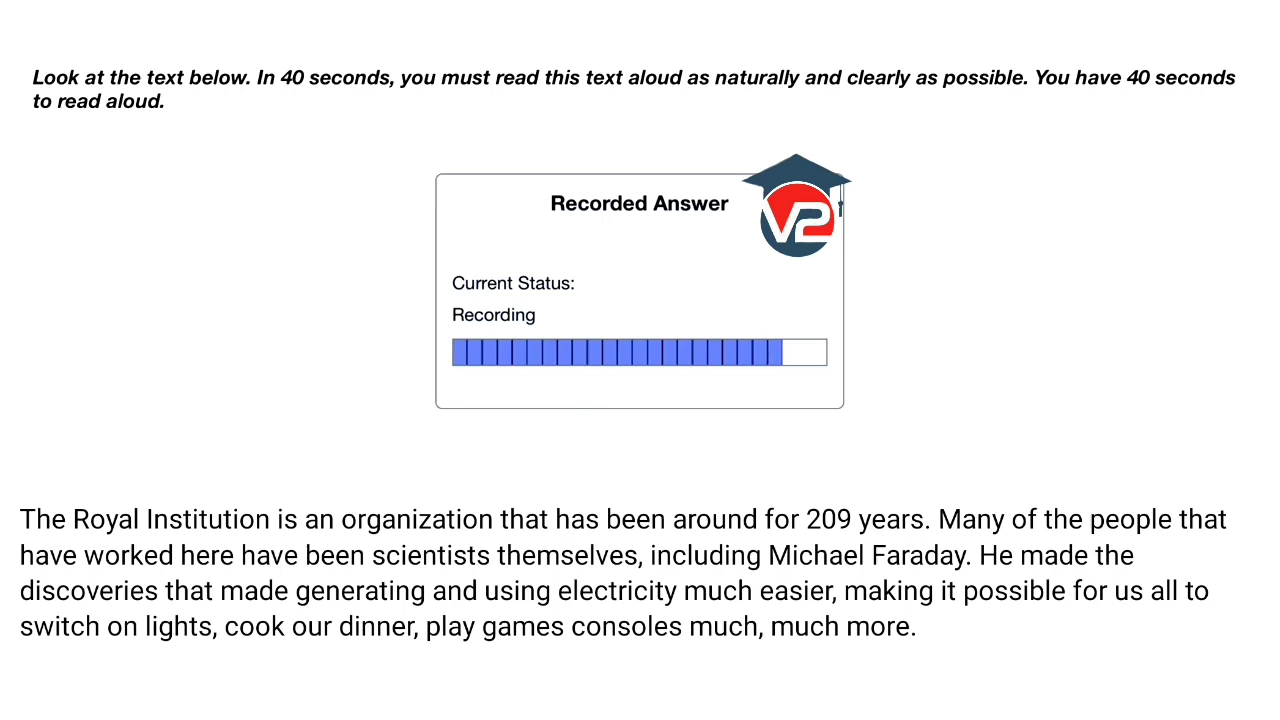 Look at the text below. In 40 seconds, you must read this text aloud as naturally and clearly as possible. You have 40 seconds
to read aloud.
Recorded Answer
V2
Current Status:
Recording
The Royal Institution is an organization that has been around for 209 years. Many of the people that
have worked here have been scientists themselves, including Michael Faraday. He made the
discoveries that made generating and using electricity much easier, making it possible for us all to
switch on lights, cook our dinner, play games consoles much, much more.